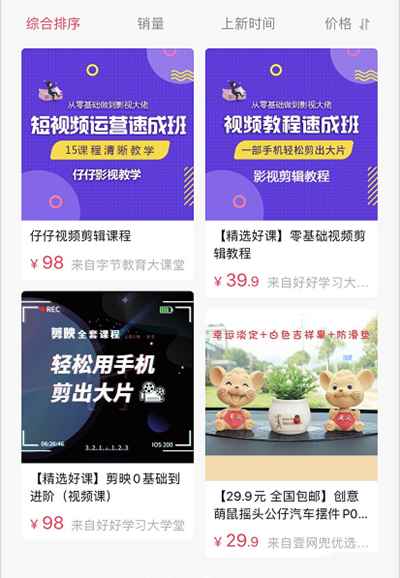 综合排序
销量
上新时间
价格
从零基础做到影视大佬
短视频运营速成班
15课程清晰教学
仔仔影视教学
仔仔视频剪辑课程
¥ 98 来自字节教育大课堂
从零基础做到影视大佬
视频教程速成班
一部手机轻松剪出大片
影视剪辑教程
【精选好课】零基础视频剪
辑教程
¥ 39.9 来自好好学习大...
REC
剪映全套课程
轻松用手机
剪出大片
3..2..1..+..1..2..3
IOS 200
【精选好课】剪映0基础到
进阶（视频课）
¥ 98 来自好好学习大学堂
幸运淡定+白色吉祥果+防滑垫
【29.9元 全国包邮】创意
萌鼠摇头公仔汽车摆件 P0...
¥ 29.9 来自壹网兜优选...